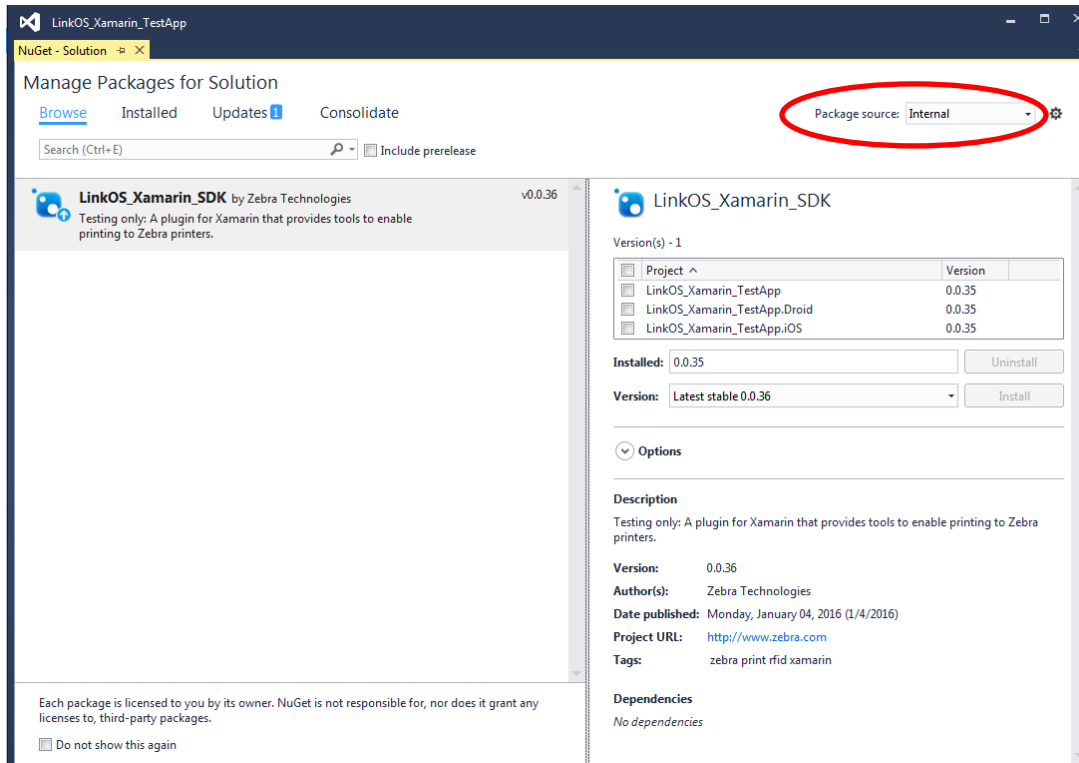 LinkOS_Xamarin_TestApp
NuGet - Solution
Manage Packages for Solution
Browse Installed Updates 1 Consolidate
Package source: Internal
Search (Ctrl+E) Include prerelease
LinkOS_Xamarin_SDK by Zebra Technologies v0.0.36
Testing only: A plugin for Xamarin that provides tools to enable
printing to Zebra printers.
LinkOS_Xamarin_SDK
Version(s) - 1
Project Version
LinkOS_Xamarin_TestApp 0.0.35
LinkOS_Xamarin_TestApp.Droid 0.0.35
LinkOS_Xamarin_TestApp.iOS 0.0.35
Installed: 0.0.35 Uninstall
Version: Latest stable 0.0.36 Install
Options
Description
Testing only: A plugin for Xamarin that provides tools to enable printing to Zebra
printers.
Version: 0.0.36
Author(s): Zebra Technologies
Date published: Monday, January 04, 2016 (1/4/2016)
Project URL: http://www.zebra.com
Tags: zebra print rfid xamarin
Dependencies
No dependencies
Each package is licensed to you by its owner. NuGet is not responsible for, nor does it grant any
licenses to, third-party packages.
Do not show this again